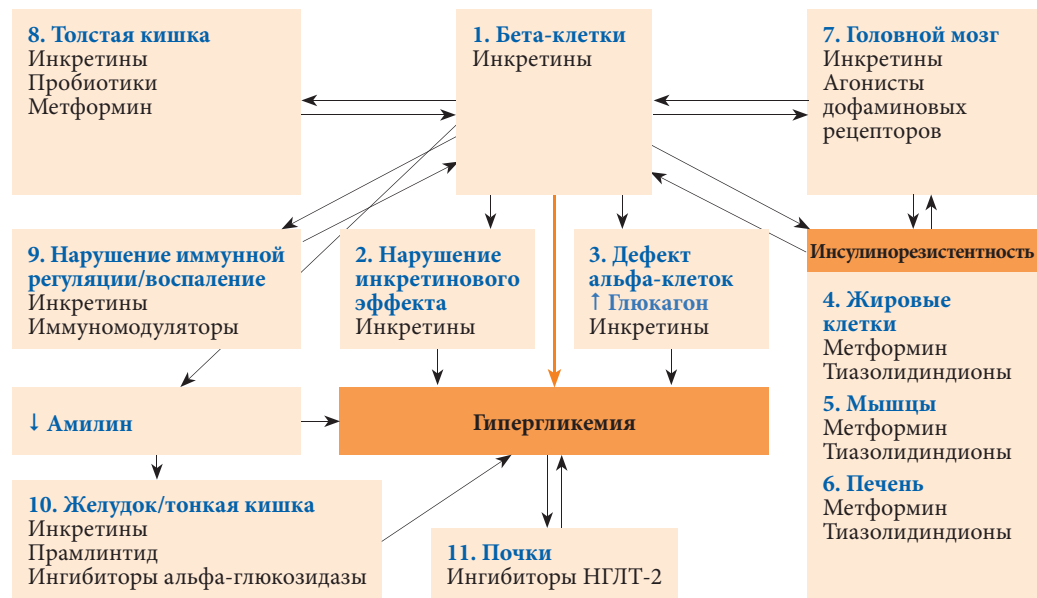 8. Толстая кишка
Инкретины
Пробиотики
Метформин
1. Бета-клетки
Инкретины
7. Головной мозг
Инкретины
Агонисты
дофаминовых
рецепторов
9. Нарушение иммунной
регуляции/воспаление
Инкретины
Иммуномодуляторы
2. Нарушение
инкретинового
эффекта
Инкретины
3. Дефект
альфа-клеток
↑ Глюкагон
Инкретины
Инсулинорезистентность
4. Жировые
клетки
Метформин
Тиазолидиндионы
5. Мышцы
Метформин
Тиазолидиндионы
6. Печень
Метформин
Тиазолидиндионы
↓ Амилин
Гипергликемия
10. Желудок/тонкая кишка
Инкретины
Прамлинтид
Ингибиторы альфа-глюкозидазы
11. Почки
Ингибиторы НГЛТ-2